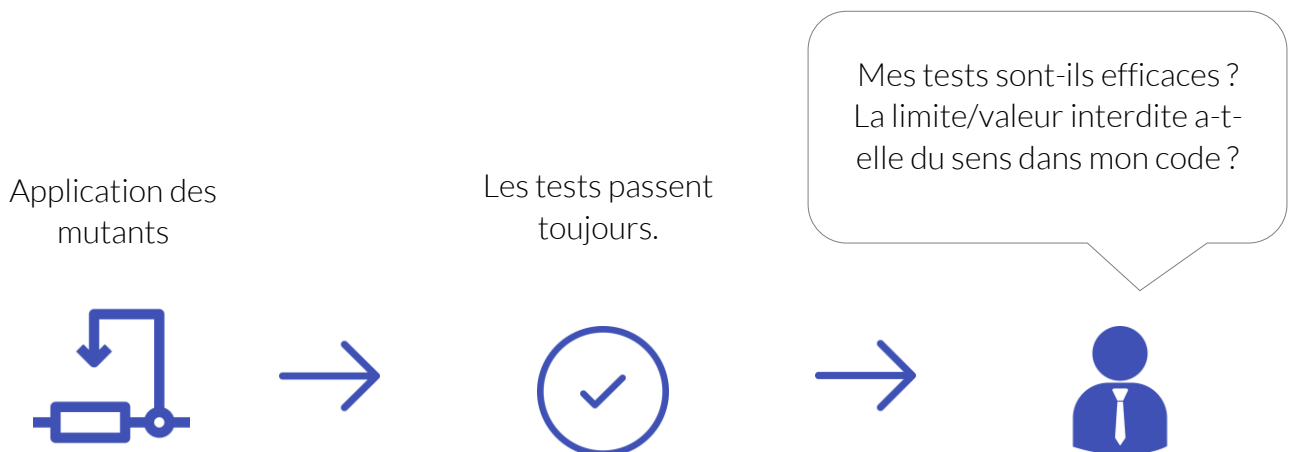 Application des
mutants
Les tests passent
toujours.
Mes tests sont-ils efficaces ?
La limite/valeur interdite a-t-
elle du sens dans mon code ?